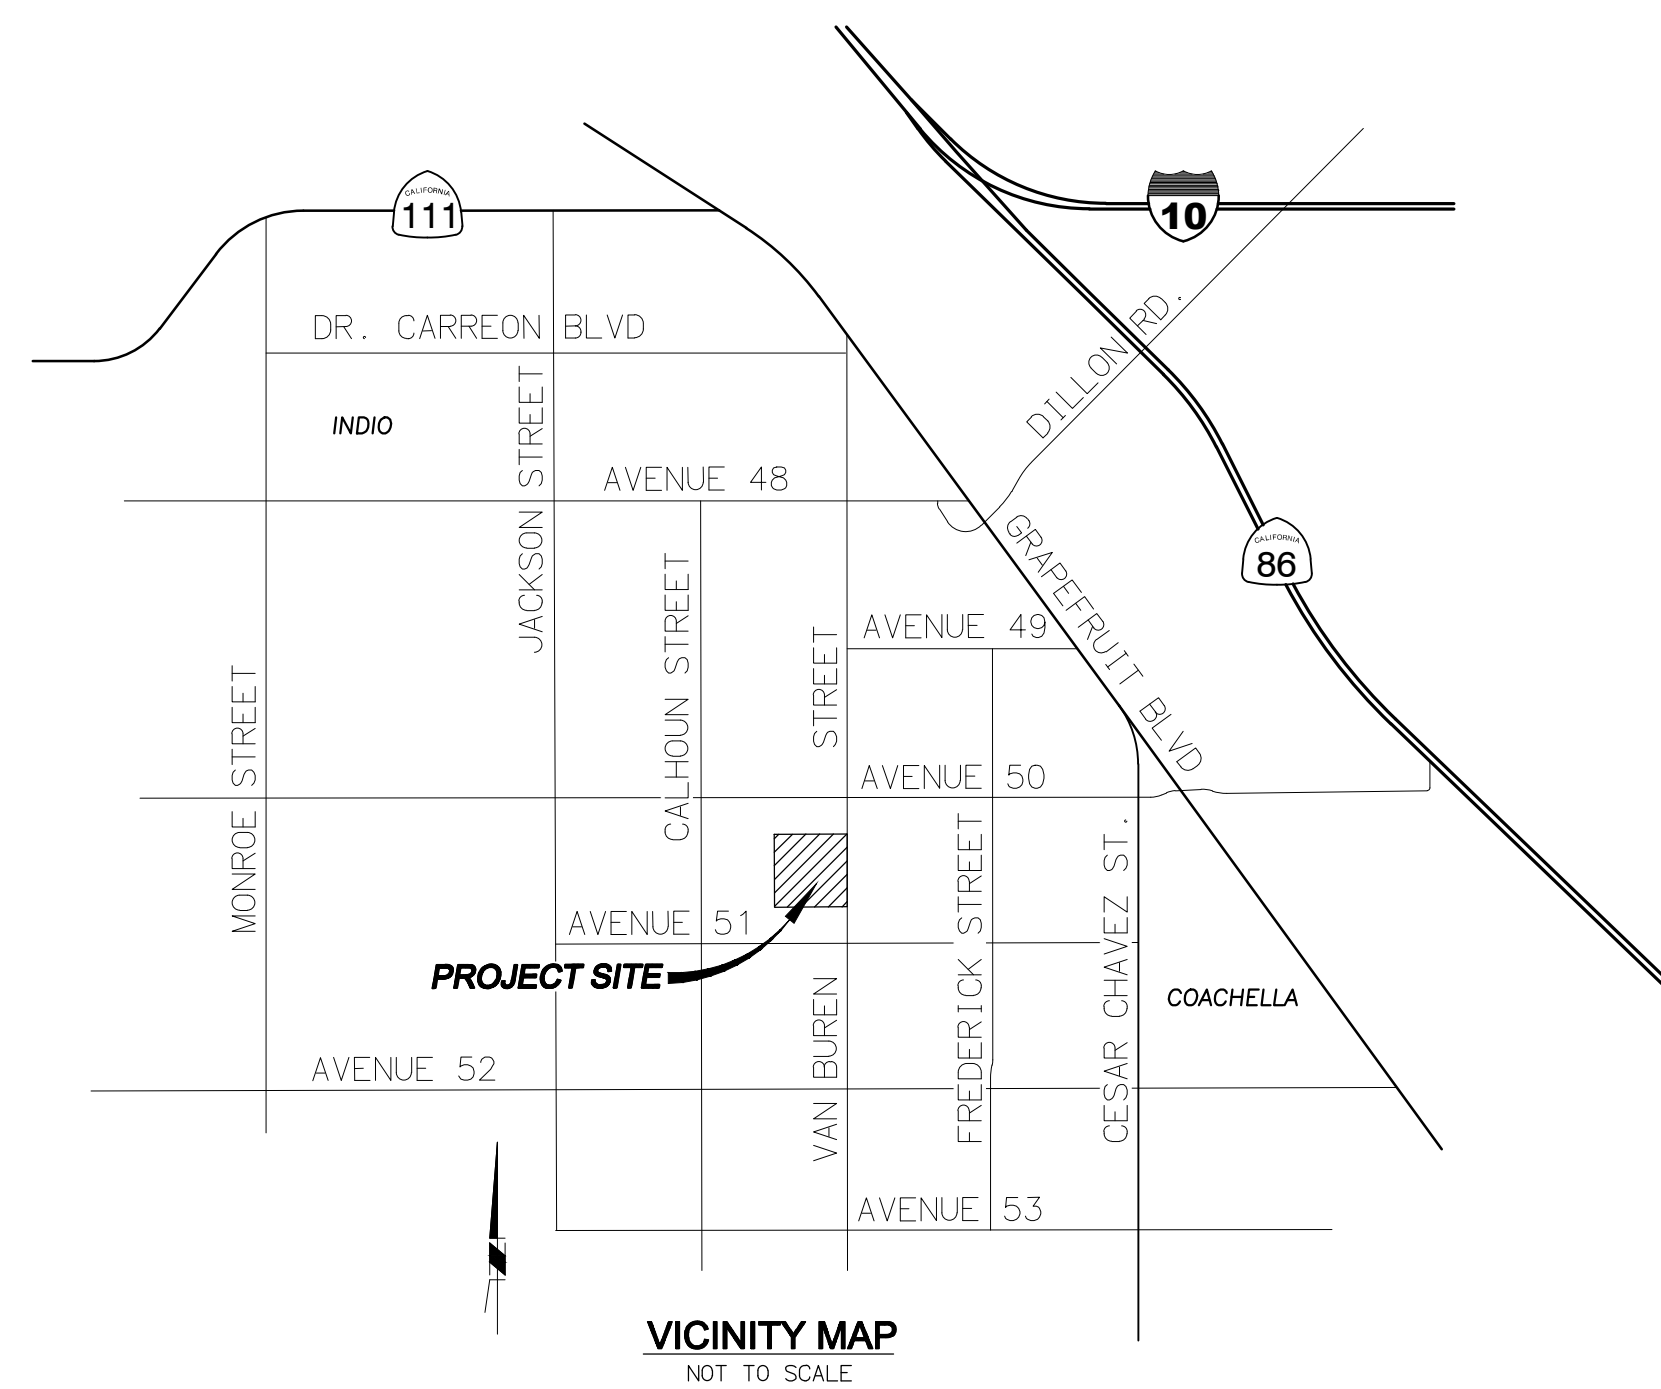 CALIFORNIA
111
10
DILLON RD.
DR. CARREON BLVD
INDIO
JACKSON STREET
AVENUE 48
GRAPEFRUIT BLVD
CALIFORNIA
86
CALHOUN STREET
AVENUE 49
MONROE STREET
VAN BUREN STREET
AVENUE 50
FREDERICK STREET
CESAR CHAVEZ ST.
AVENUE 51
PROJECT SITE
COACHELLA
AVENUE 52
AVENUE 53
N
VICINITY MAP
NOT TO SCALE